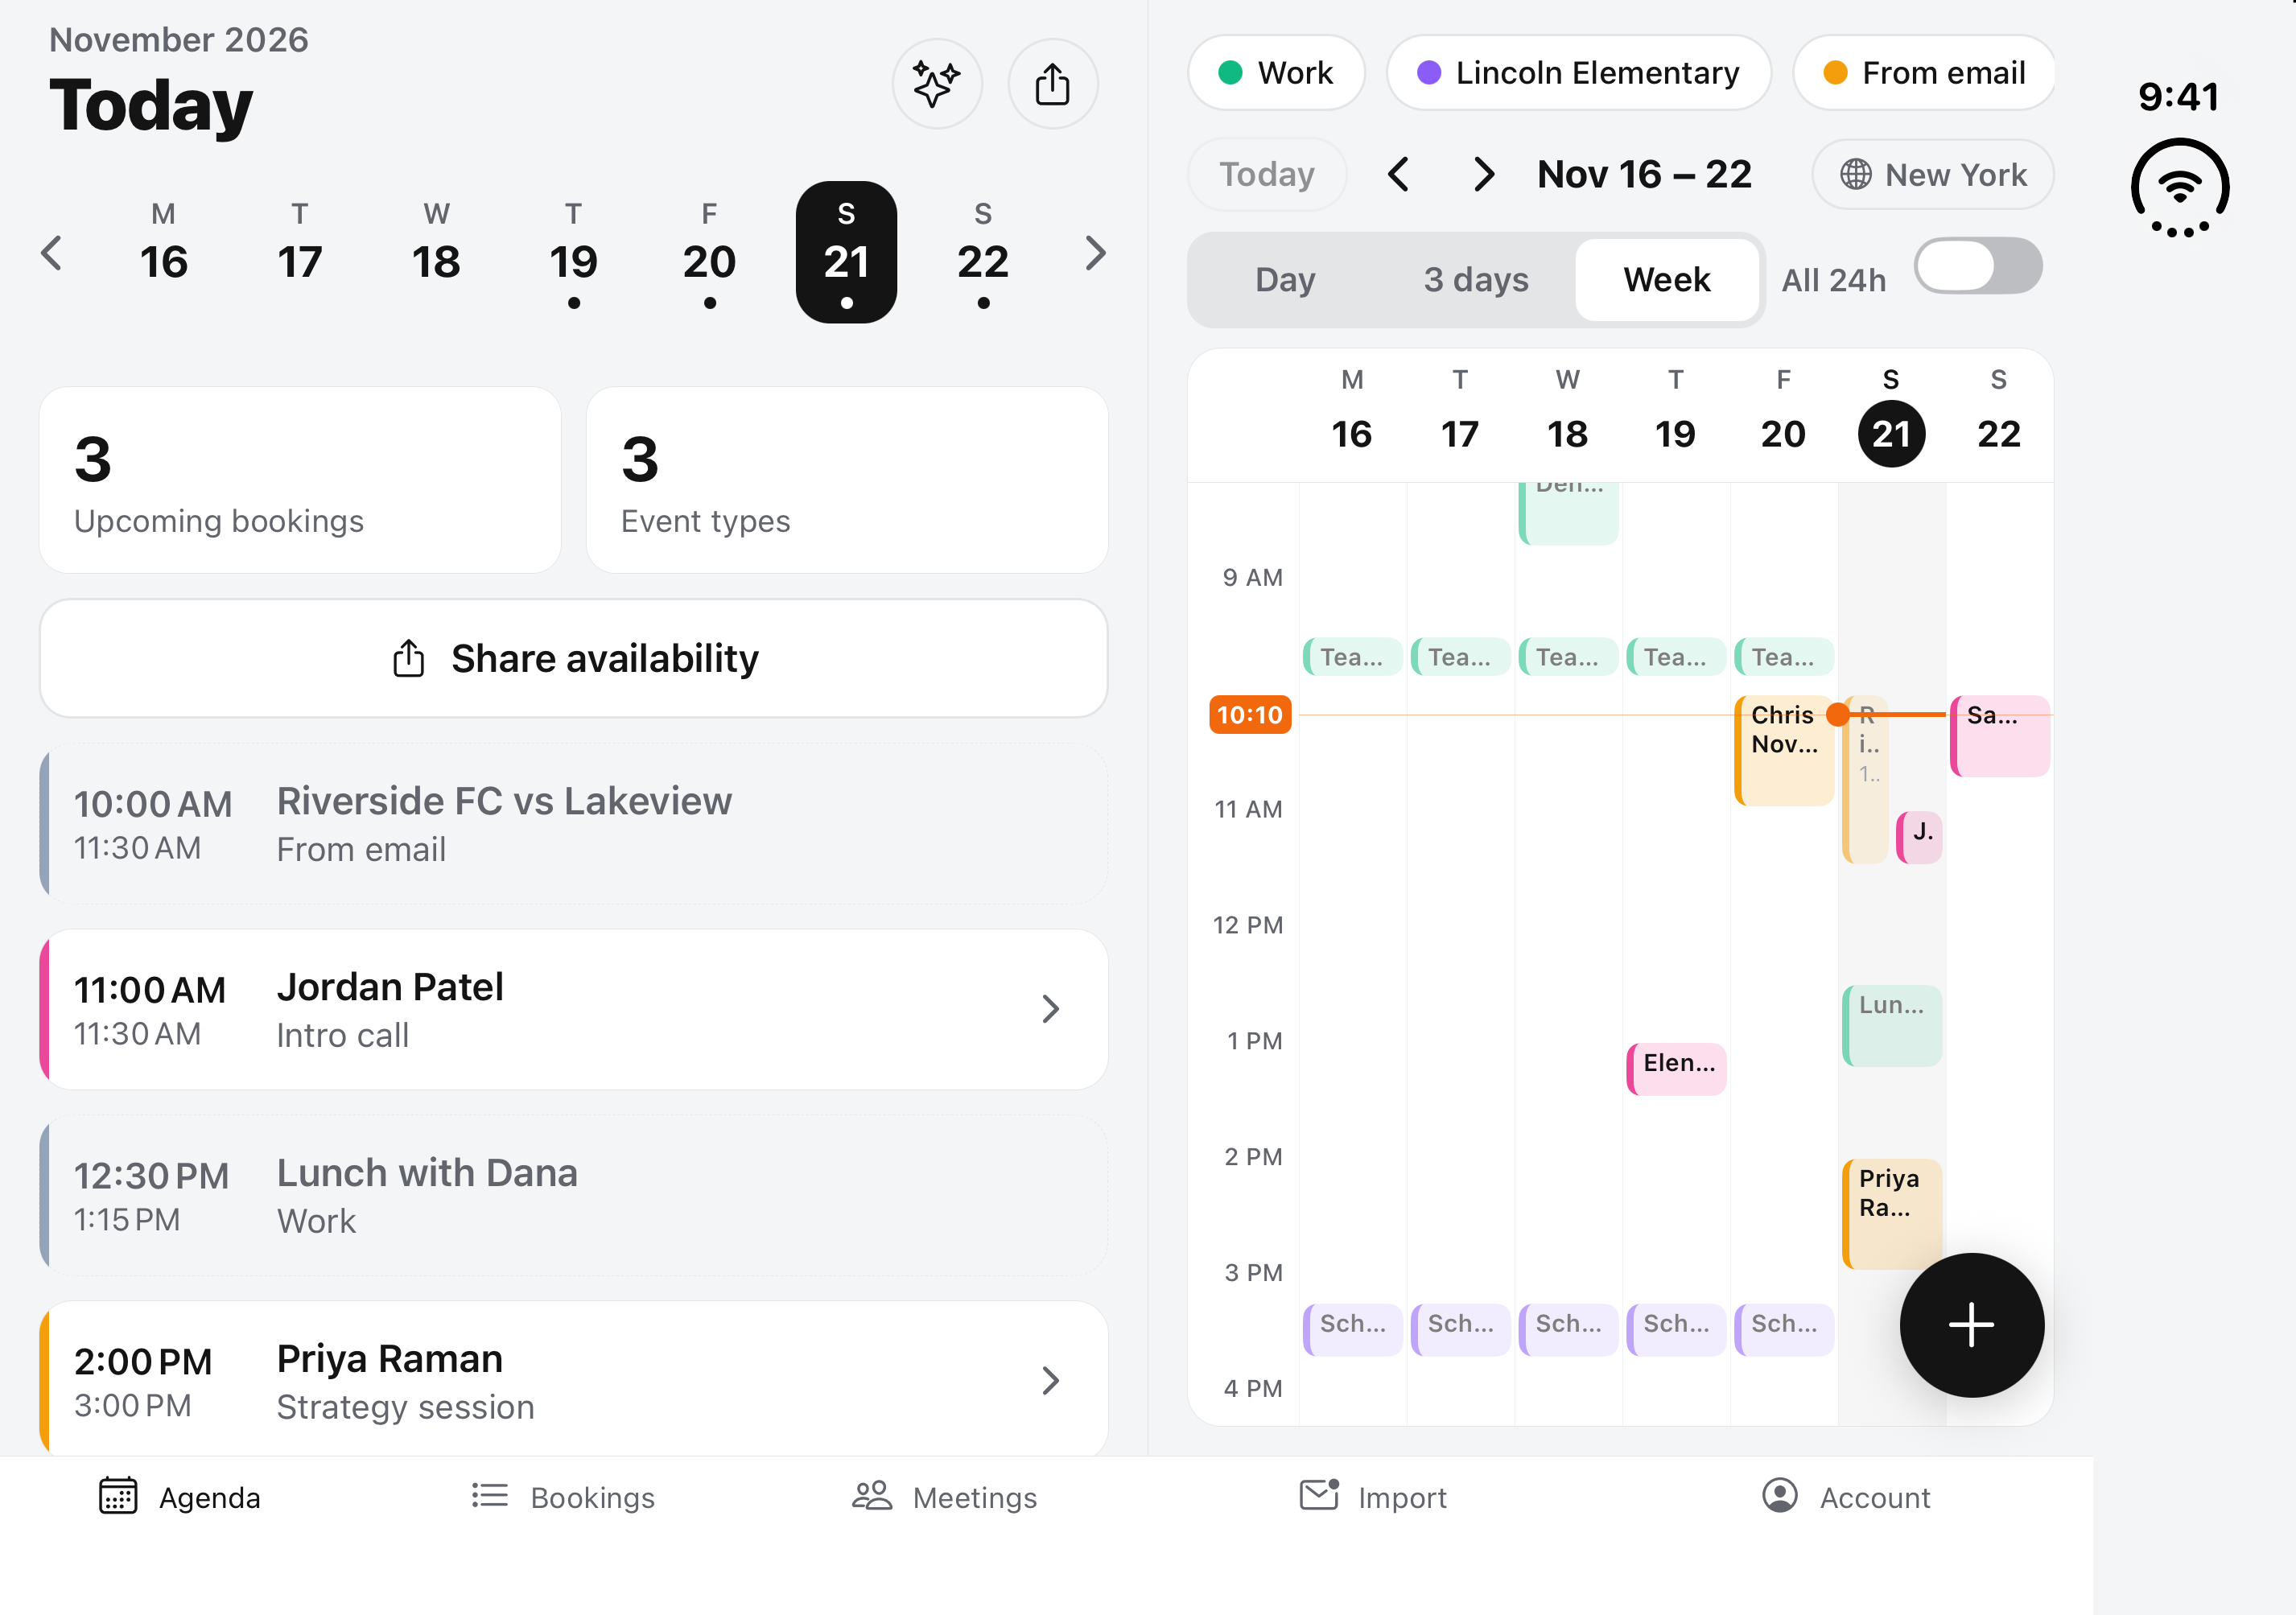 November 2026
Today
M T W T F S S
16 17 18 19 20 21 22
3
Upcoming bookings
3
Event types
Share availability
10:00 AM Riverside FC vs Lakeview
11:30 AM From email
11:00 AM Jordan Patel
11:30 AM Intro call
12:30 PM Lunch with Dana
1:15 PM Work
2:00 PM Priya Raman
3:00 PM Strategy session
Work Lincoln Elementary From email
Today Nov 16 – 22 New York
Day 3 days Week All 24h
M T W T F S S
16 17 18 19 20 21 22
Den...
9 AM
Tea... Tea... Tea... Tea... Tea...
10:10 Chris R Sa...
Nov... i..
1..
11 AM
J.
12 PM
Lun...
1 PM
Elen...
2 PM
Priya
Ra...
3 PM
Sch... Sch... Sch... Sch... Sch...
4 PM
9:41
Agenda Bookings Meetings Import Account